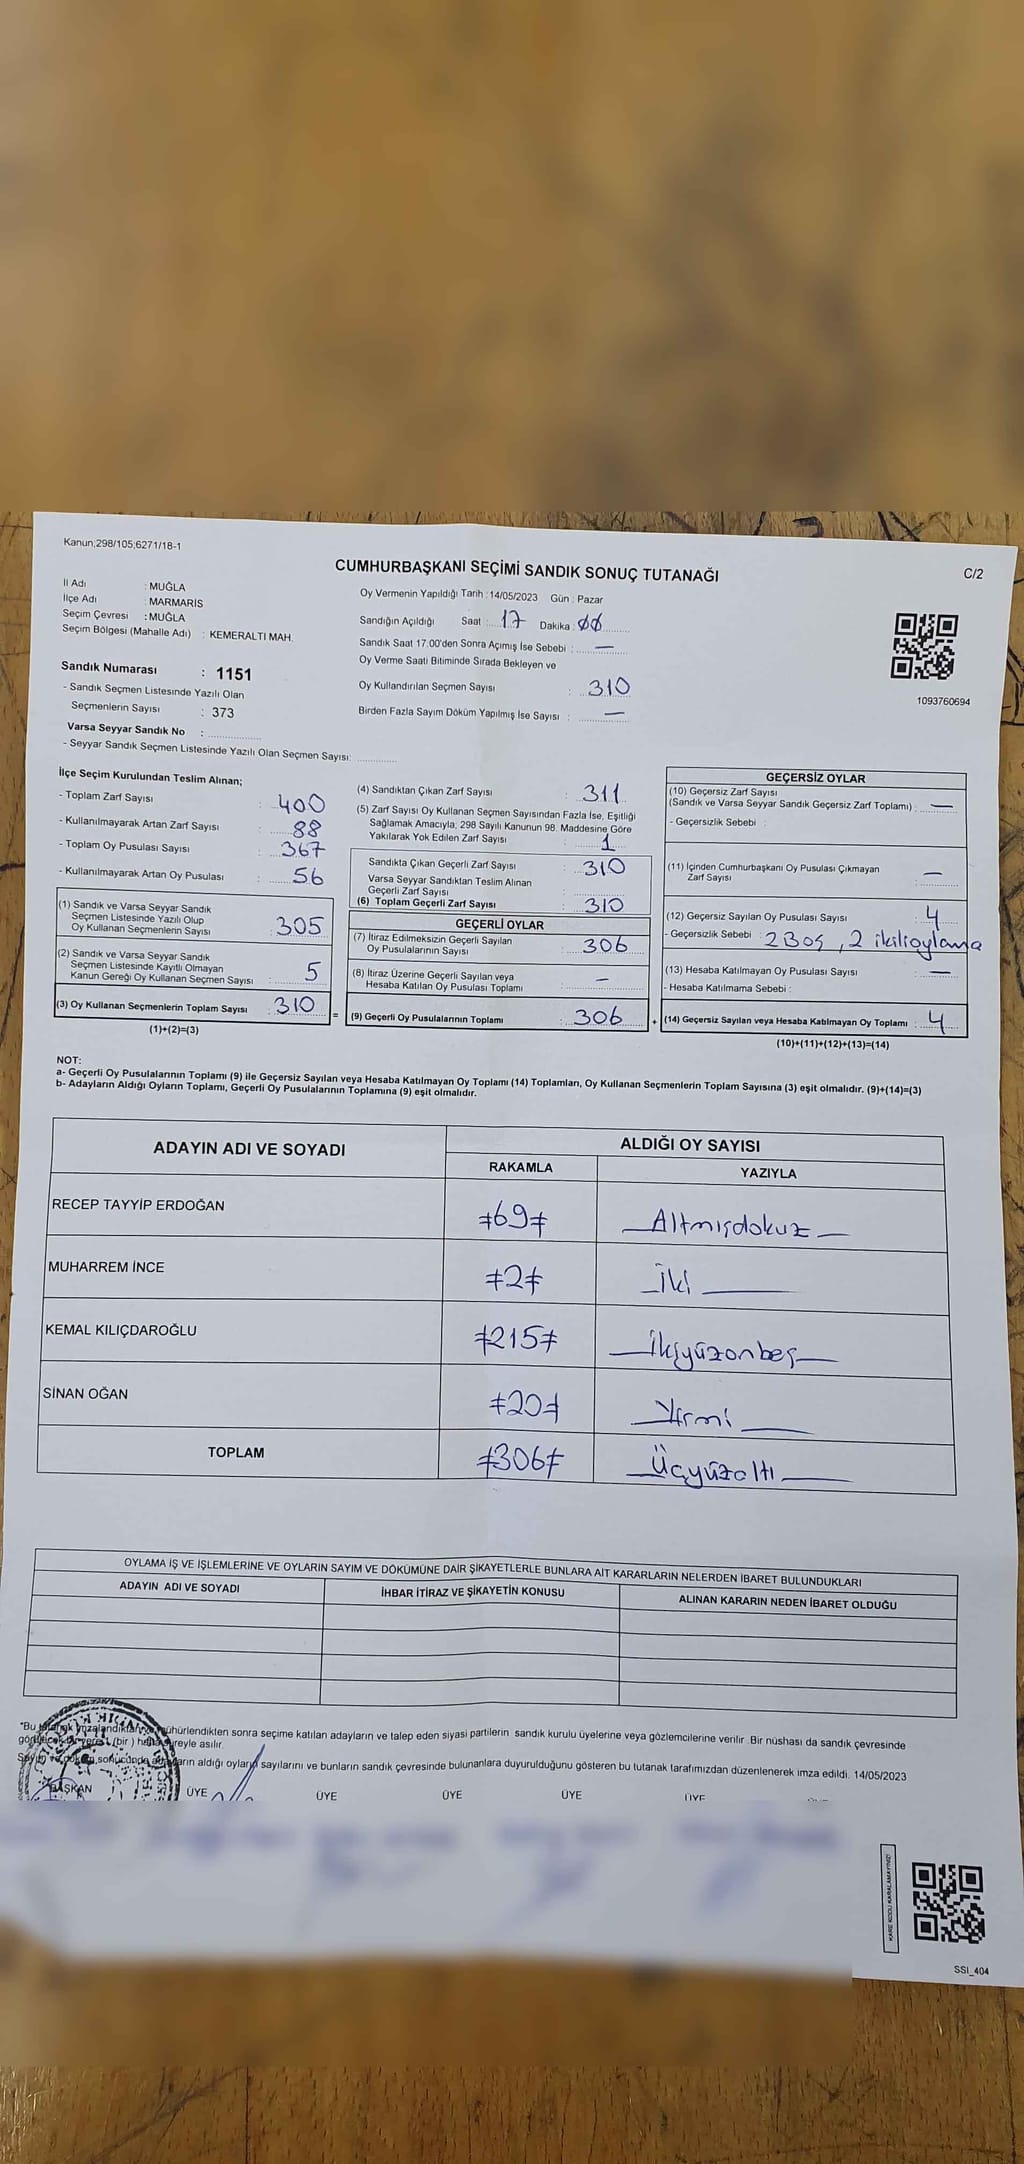 Kanun;298/105;6271/18-1
CUMHURBAŞKANI SEÇİMİ SANDIK SONUÇ TUTANAĞI
C/2
İl Adı : MUĞLA
İlçe Adı : MARMARİS
Seçim Çevresi : MUĞLA
Seçim Bölgesi (Mahalle Adı) : KEMERALTI MAH.
Sandık Numarası : 1151
- Sandık Seçmen Listesinde Yazılı Olan
Seçmenlerin Sayısı : 373
Varsa Seyyar Sandık No :
- Seyyar Sandık Seçmen Listesinde Yazılı Olan Seçmen Sayısı:
Oy Vermenin Yapıldığı Tarih : 14/05/2023 Gün : Pazar
Sandığın Açıldığı Saat : 17 Dakika : 00
Sandık Saat 17.00'den Sonra Açımış İse Sebebi : —
Oy Verme Saati Bitiminde Sırada Bekleyen ve
Oy Kullandırılan Seçmen Sayısı : 310
Birden Fazla Sayım Döküm Yapılmış İse Sayısı : —
1093760694
İlçe Seçim Kurulundan Teslim Alınan;
- Toplam Zarf Sayısı : 400
- Kullanılmayarak Artan Zarf Sayısı : 88
- Toplam Oy Pusulası Sayısı : 367
- Kullanılmayarak Artan Oy Pusulası : 56
(1) Sandık ve Varsa Seyyar Sandık
Seçmen Listesinde Yazılı Olup
Oy Kullanan Seçmenlerin Sayısı : 305
(2) Sandık ve Varsa Seyyar Sandık
Seçmen Listesinde Kayıtlı Olmayan
Kanun Gereği Oy Kullanan Seçmen Sayısı : 5
(3) Oy Kullanan Seçmenlerin Toplam Sayısı : 310
(1)+(2)=(3)
(4) Sandıktan Çıkan Zarf Sayısı : 311
(5) Zarf Sayısı Oy Kullanan Seçmen Sayısından Fazla İse, Eşitliği
Sağlamak Amacıyla, 298 Sayılı Kanunun 98. Maddesine Göre
Yakılarak Yok Edilen Zarf Sayısı : 1
Sandıkta Çıkan Geçerli Zarf Sayısı : 310
Varsa Seyyar Sandıktan Teslim Alınan
Geçerli Zarf Sayısı :
(6) Toplam Geçerli Zarf Sayısı : 310
GEÇERLİ OYLAR
(7) İtiraz Edilmeksizin Geçerli Sayılan
Oy Pusulalarının Sayısı : 306
(8) İtiraz Üzerine Geçerli Sayılan veya
Hesaba Katılan Oy Pusulası Toplamı : —
= (9) Geçerli Oy Pusulalarının Toplamı : 306
GEÇERSİZ OYLAR
(10) Geçersiz Zarf Sayısı
(Sandık ve Varsa Seyyar Sandık Geçersiz Zarf Toplamı) : —
- Geçersizlik Sebebi :
(11) İçinden Cumhurbaşkanı Oy Pusulası Çıkmayan
Zarf Sayısı : —
(12) Geçersiz Sayılan Oy Pusulası Sayısı : 4
- Geçersizlik Sebebi : 2 Boş, 2 ikilioylama
(13) Hesaba Katılmayan Oy Pusulası Sayısı : —
- Hesaba Katılmama Sebebi :
+ (14) Geçersiz Sayılan veya Hesaba Katılmayan Oy Toplamı : 4
(10)+(11)+(12)+(13)=(14)
NOT:
a- Geçerli Oy Pusulalarının Toplamı (9) ile Geçersiz Sayılan veya Hesaba Katılmayan Oy Toplamı (14) Toplamları, Oy Kullanan Seçmenlerin Toplam Sayısına (3) eşit olmalıdır. (9)+(14)=(3)
b- Adayların Aldığı Oyların Toplamı, Geçerli Oy Pusulalarının Toplamına (9) eşit olmalıdır.
ADAYIN ADI VE SOYADI ALDIĞI OY SAYISI
RAKAMLA YAZIYLA
RECEP TAYYİP ERDOĞAN ≠69≠ —Altmışdokuz—
MUHARREM İNCE ≠2≠ —İki—
KEMAL KILIÇDAROĞLU ≠215≠ —İkiyüzonbeş—
SİNAN OĞAN ≠20≠ —Yirmi—
TOPLAM ≠306≠ —Üçyüzaltı—
OYLAMA İŞ VE İŞLEMLERİNE VE OYLARIN SAYIM VE DÖKÜMÜNE DAİR ŞİKAYETLERLE BUNLARA AİT KARARLARIN NELERDEN İBARET BULUNDUKLARI
ADAYIN ADI VE SOYADI İHBAR İTİRAZ VE ŞİKAYETİN KONUSU ALINAN KARARIN NEDEN İBARET OLDUĞU
"Bu tutanak imzalandıktan ve mühürlendikten sonra seçime katılan adayların ve talep eden siyasi partilerin sandık kurulu üyelerine veya gözlemcilerine verilir. Bir nüshası da sandık çevresinde
görülecek bir yere 1 (bir) hafta süreyle asılır.
Sayım ve döküm sonucunda adayların aldığı oyların sayılarını ve bunların sandık çevresinde bulunanlara duyurulduğunu gösteren bu tutanak tarafımızdan düzenlenerek imza edildi. 14/05/2023
BAŞKAN ÜYE ÜYE ÜYE ÜYE ÜYE
KARE KODU KARALAMAYINIZ!
SSI_404